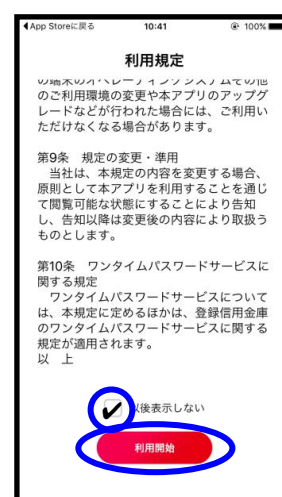 App Storeに戻る 10:41 100%
利用規定
の端末のオペレーティングシステムその他
のご利用環境の変更や本アプリのアップグ
レードなどが行われた場合には、ご利用い
ただけなくなる場合があります。
第9条 規定の変更・準用
当社は、本規定の内容を変更する場合、
原則として本アプリを利用することを通じ
て閲覧可能な状態にすることにより告知
し、告知以降は変更後の内容により取扱う
ものとします。
第10条 ワンタイムパスワードサービスに
関する規定
ワンタイムパスワードサービスについて
は、本規定に定めるほかは、登録信用金庫
のワンタイムパスワードサービスに関する
規定が適用されます。
以 上
以後表示しない
利用開始